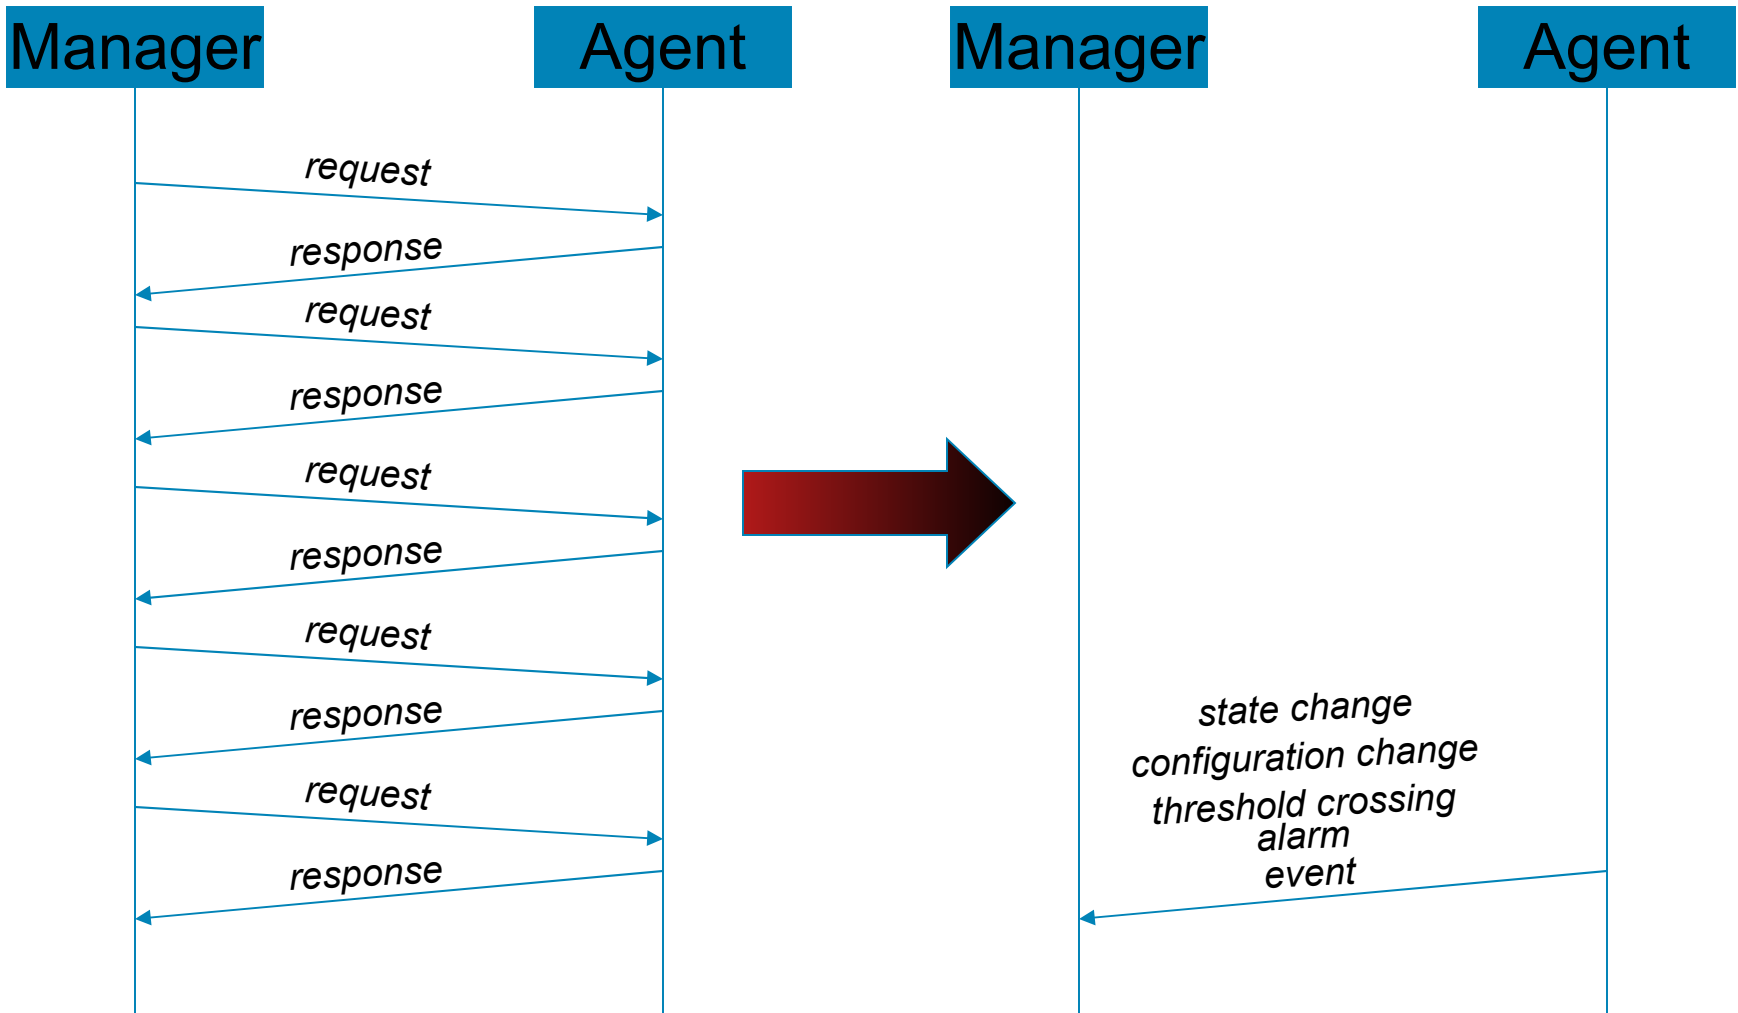 Manager
Agent
Manager
Agent
request
response
request
response
request
response
request
response
request
response
state change
configuration change
threshold crossing
alarm
event